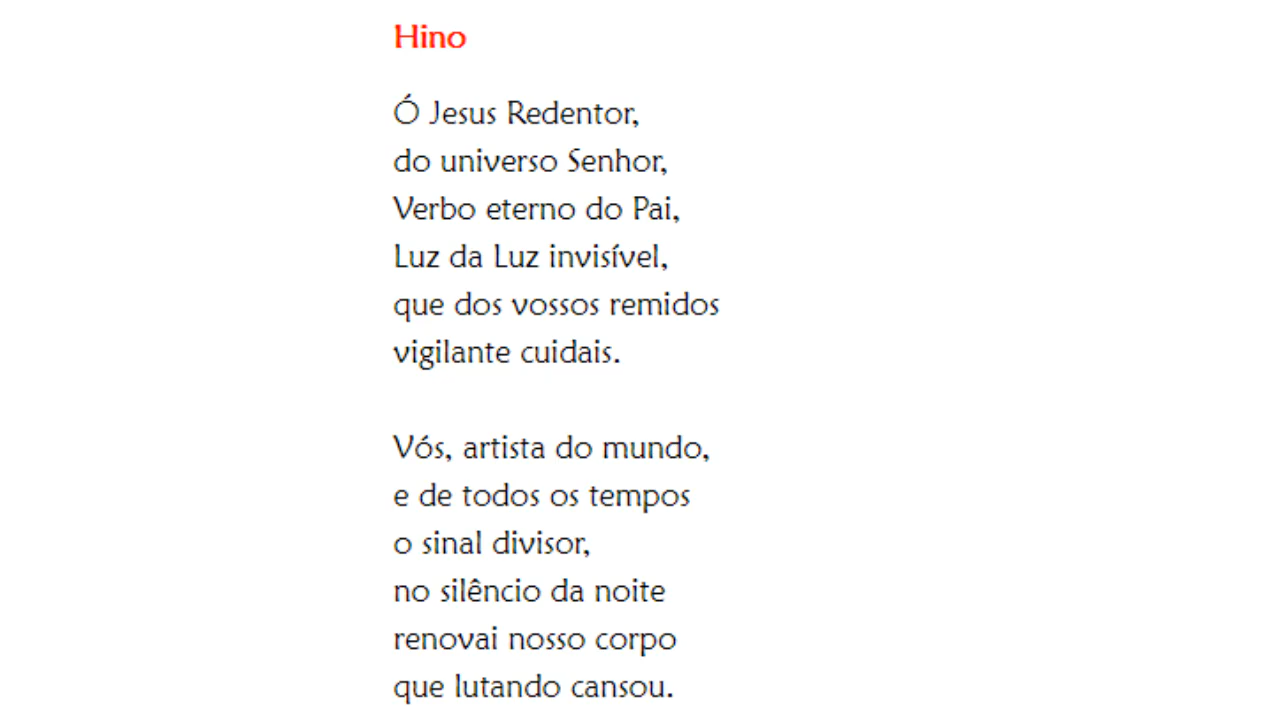 Hino
Ó Jesus Redentor,
do universo Senhor,
Verbo eterno do Pai,
Luz da Luz invisível,
que dos vossos remidos
vigilante cuidais.
Vós, artista do mundo,
e de todos os tempos
o sinal divisor,
no silêncio da noite
renovai nosso corpo
que lutando cansou.